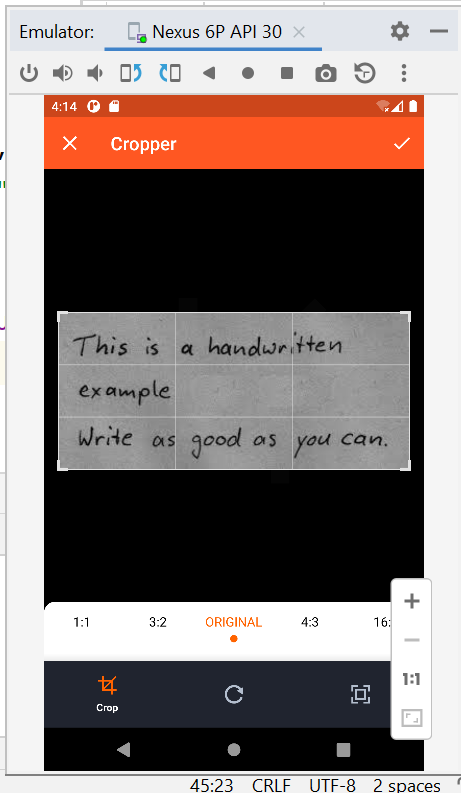 Emulator: Nexus 6P API 30
4:14
Cropper
This is a handwritten
example
Write as good as you can.
1:1 3:2 ORIGINAL 4:3 16:
1:1
Crop
45:23 CRLF UTF-8 2 spaces